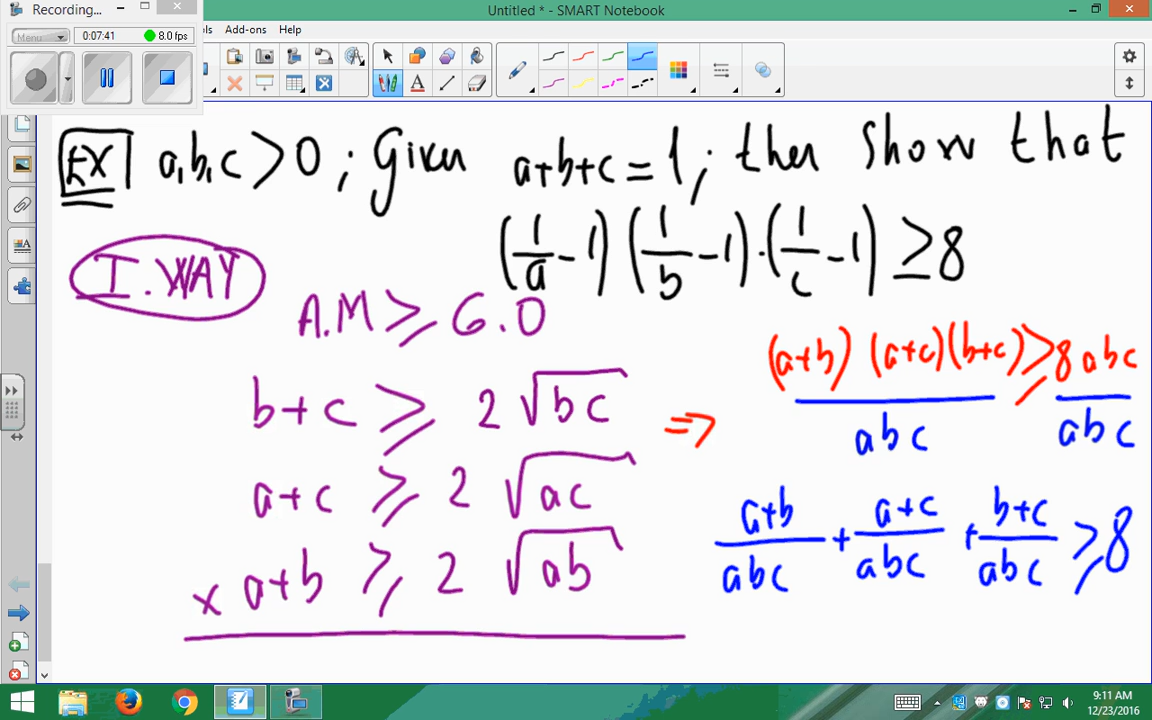 Recording...
Untitled * - SMART Notebook
Menu
0:07:41
8.0 fps
ls Add-ons Help
EX a,b,c>0 ; Given a+b+c=1 ; then show that
(1/a - 1) (1/b - 1) · (1/c - 1) ≥ 8
I. WAY
A.M ≥ G.O
b+c ≥ 2 √bc
a+c ≥ 2 √ac
x a+b ≥ 2 √ab
⇒ (a+b) (a+c)(b+c) / abc ≥ 8abc / abc
a+b / abc + a+c / abc + b+c / abc ≥ 8
9:11 AM
12/23/2016